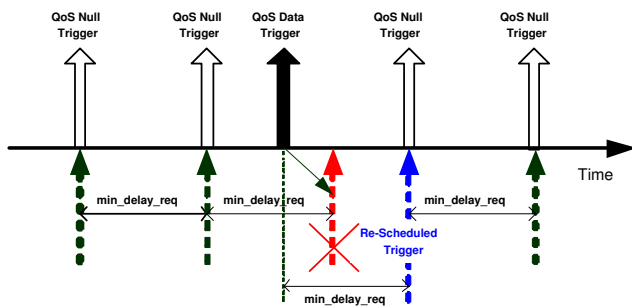 QoS Null
Trigger
QoS Null
Trigger
QoS Data
Trigger
QoS Null
Trigger
QoS Null
Trigger
Time
min_delay_req
min_delay_req
min_delay_req
Re-Scheduled
Trigger
min_delay_req